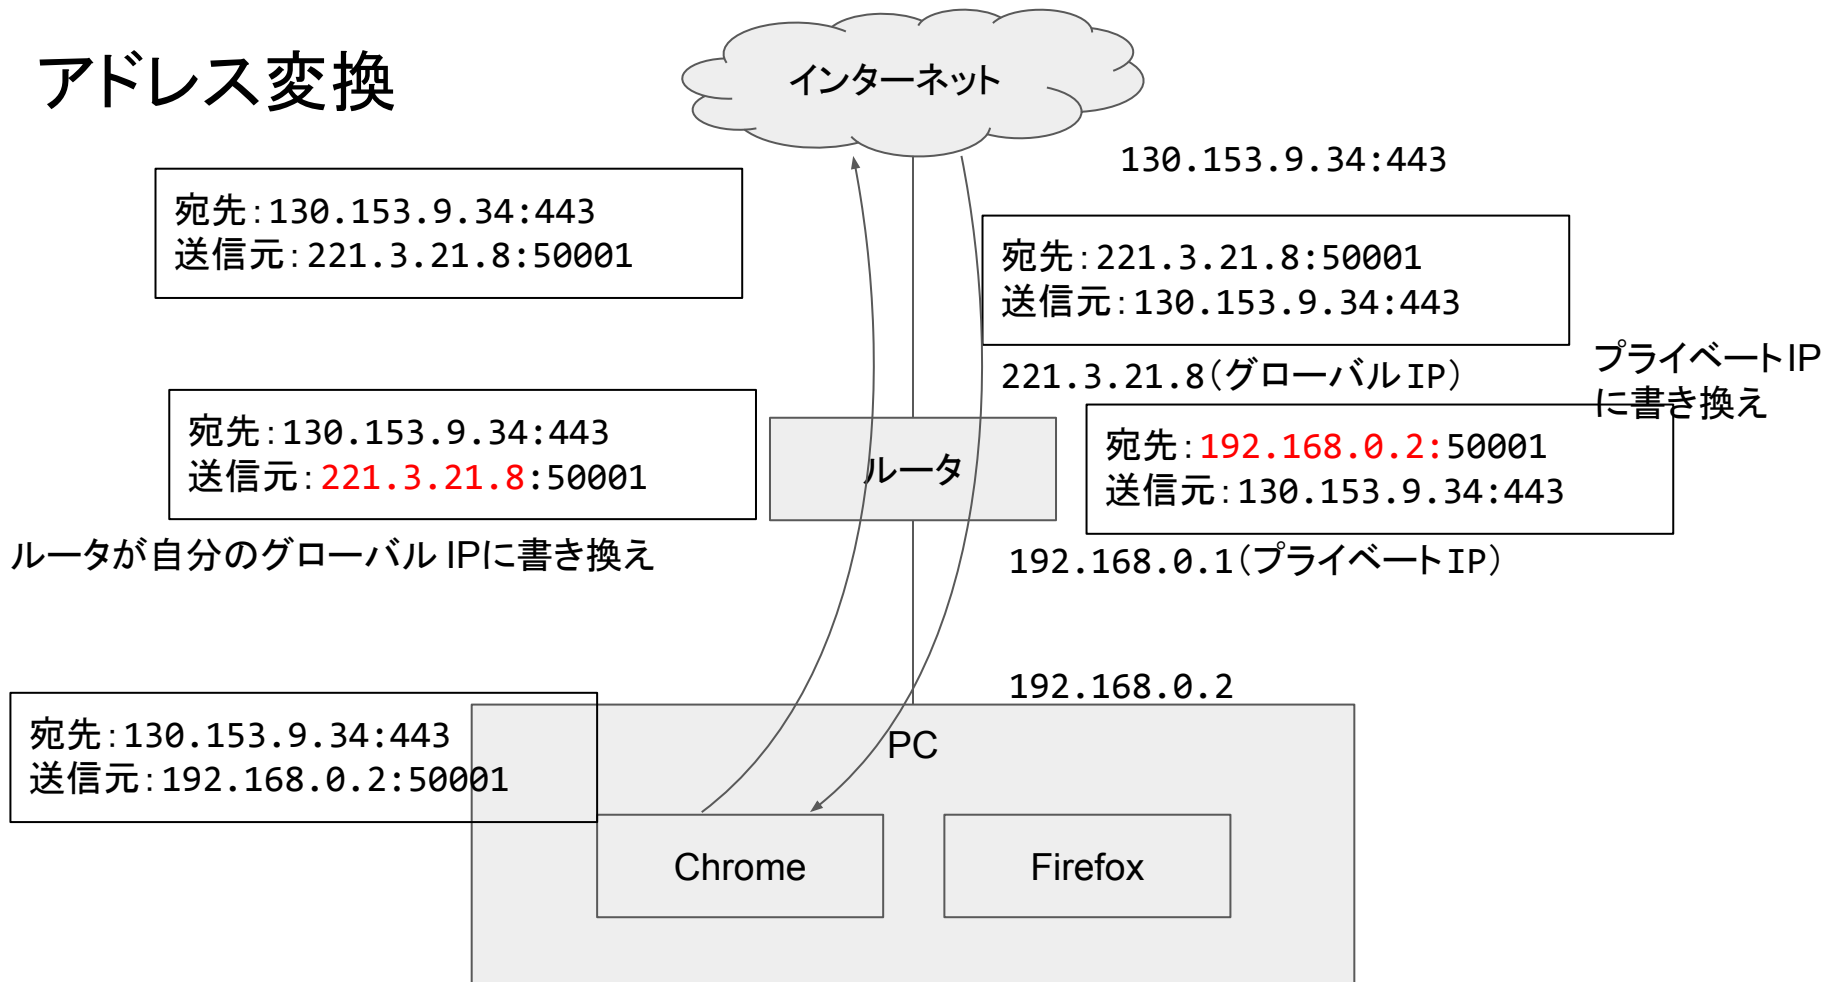 アドレス変換
インターネット
130.153.9.34:443
宛先:130.153.9.34:443
送信元:221.3.21.8:50001
宛先:221.3.21.8:50001
送信元:130.153.9.34:443
221.3.21.8(グローバルIP)
プライベートIP
に書き換え
宛先:130.153.9.34:443
送信元:221.3.21.8:50001
ルータ
宛先:192.168.0.2:50001
送信元:130.153.9.34:443
ルータが自分のグローバルIPに書き換え
192.168.0.1(プライベートIP)
192.168.0.2
宛先:130.153.9.34:443
送信元:192.168.0.2:50001
PC
Chrome
Firefox